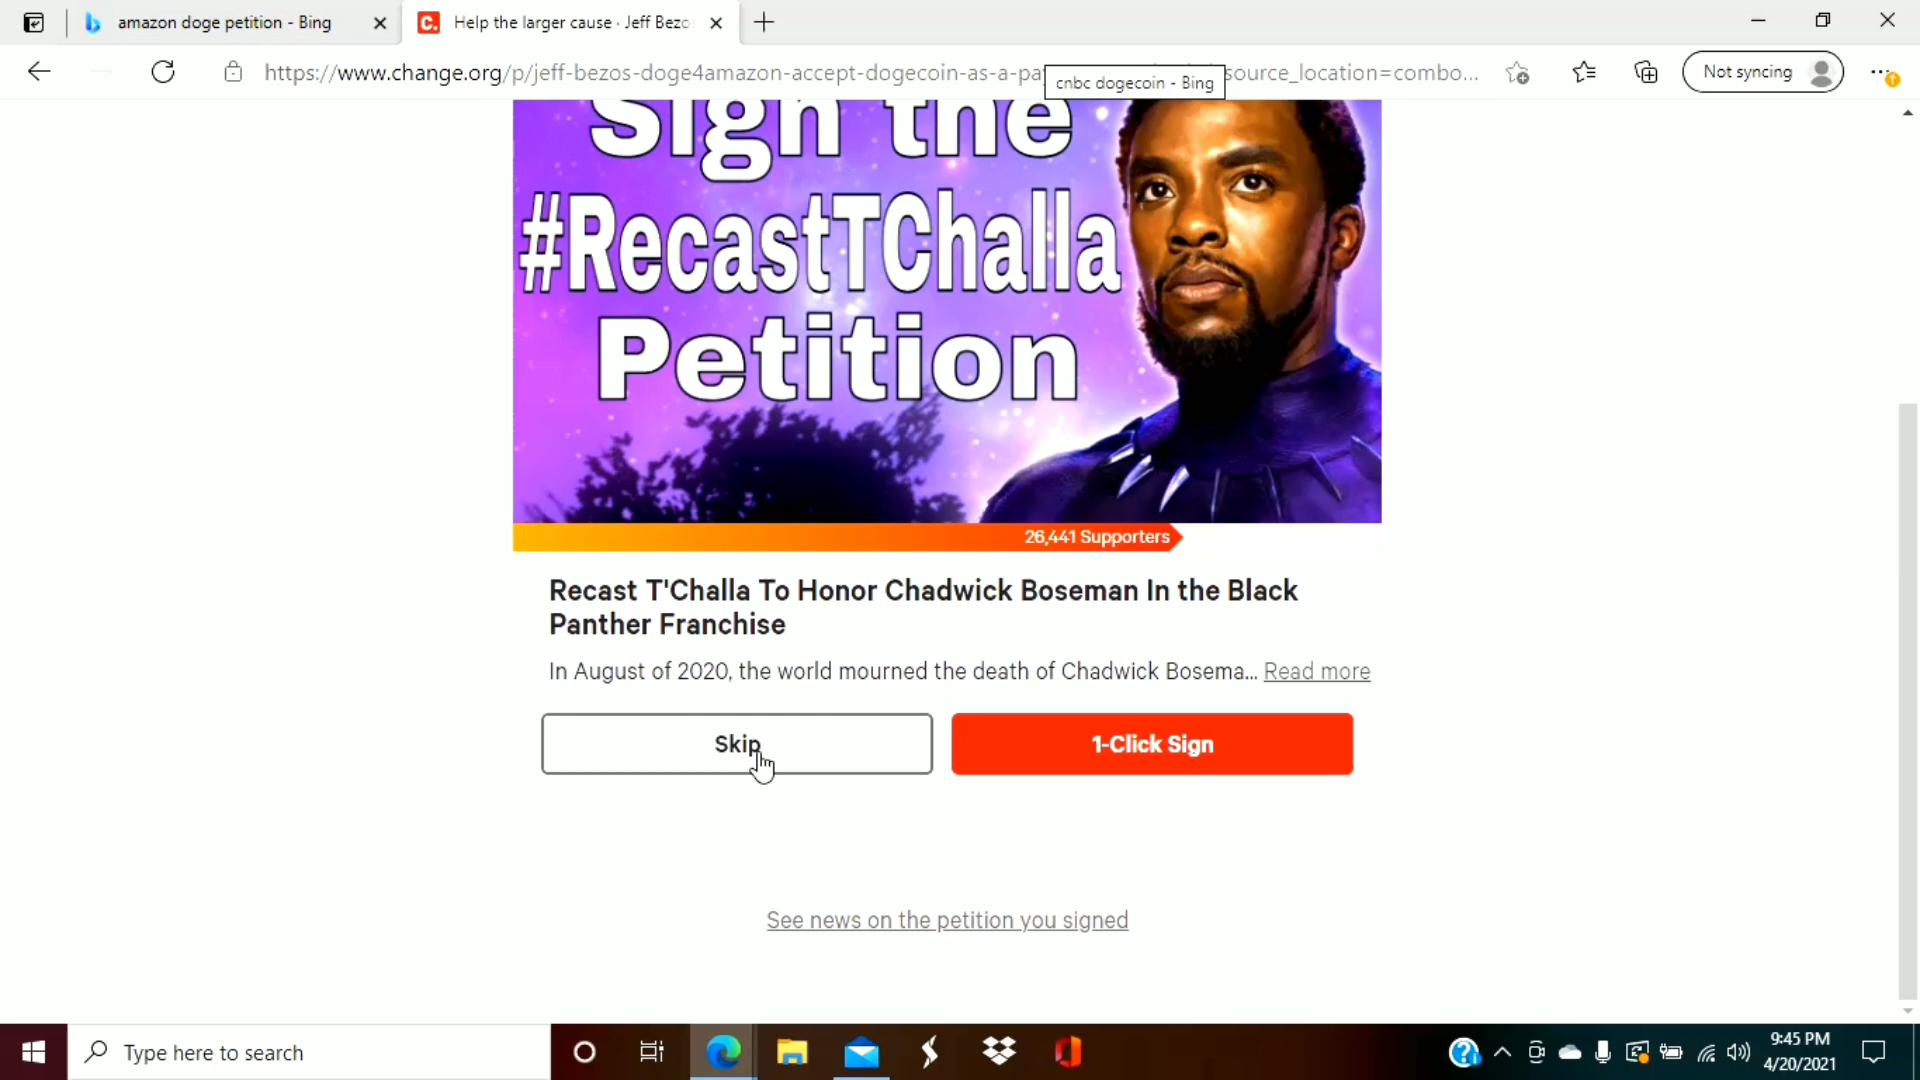 amazon doge petition - Bing
Help the larger cause · Jeff Bezo
https://www.change.org/p/jeff-bezos-doge4amazon-accept-dogecoin-as-a-pa
source_location=combo...
Not syncing
cnbc dogecoin - Bing
Sign the
#RecastTChalla
Petition
26,441 Supporters
Recast T'Challa To Honor Chadwick Boseman In the Black
Panther Franchise
In August of 2020, the world mourned the death of Chadwick Bosema... Read more
Skip
1-Click Sign
See news on the petition you signed
Type here to search
9:45 PM
4/20/2021